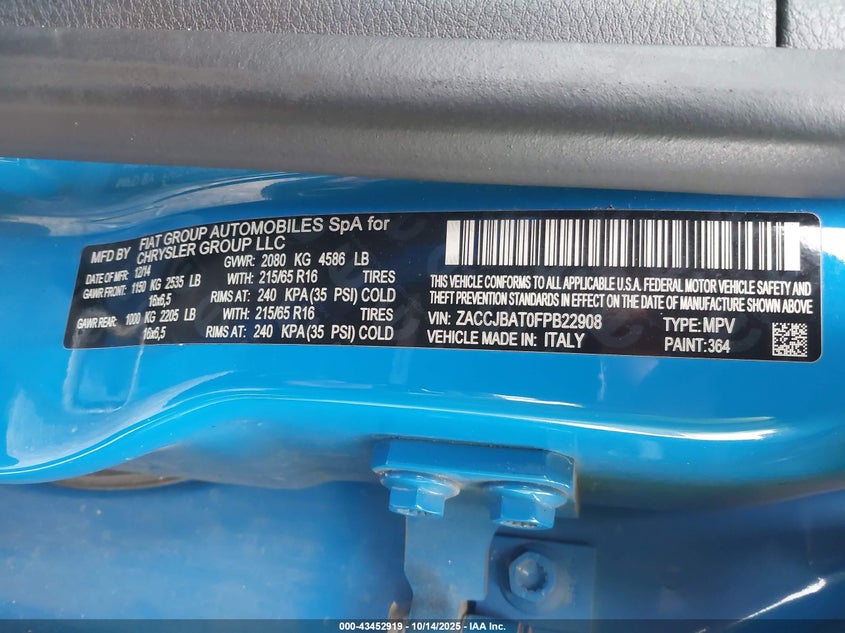 MFD BY FIAT GROUP AUTOMOBILES SpA for
CHRYSLER GROUP LLC
DATE OF MFR: 12/14 GVWR: 2080 KG 4586 LB
GAWR FRONT: 1150 KG 2535 LB WITH: 215/65 R16 TIRES
16x6,5 RIMS AT: 240 KPA(35 PSI) COLD
GAWR REAR: 1000 KG 2205 LB WITH: 215/65 R16 TIRES
16x6,5 RIMS AT: 240 KPA(35 PSI) COLD
THIS VEHICLE CONFORMS TO ALL APPLICABLE U.S.A. FEDERAL MOTOR VEHICLE SAFETY AND
THEFT PREVENTION STANDARDS IN EFFECT ON THE DATE OF MANUFACTURE SHOWN ABOVE
VIN: ZACCJBAT0FPB22908 TYPE: MPV
VEHICLE MADE IN: ITALY PAINT:364
000-43452919 - 10/14/2025 - IAA Inc.